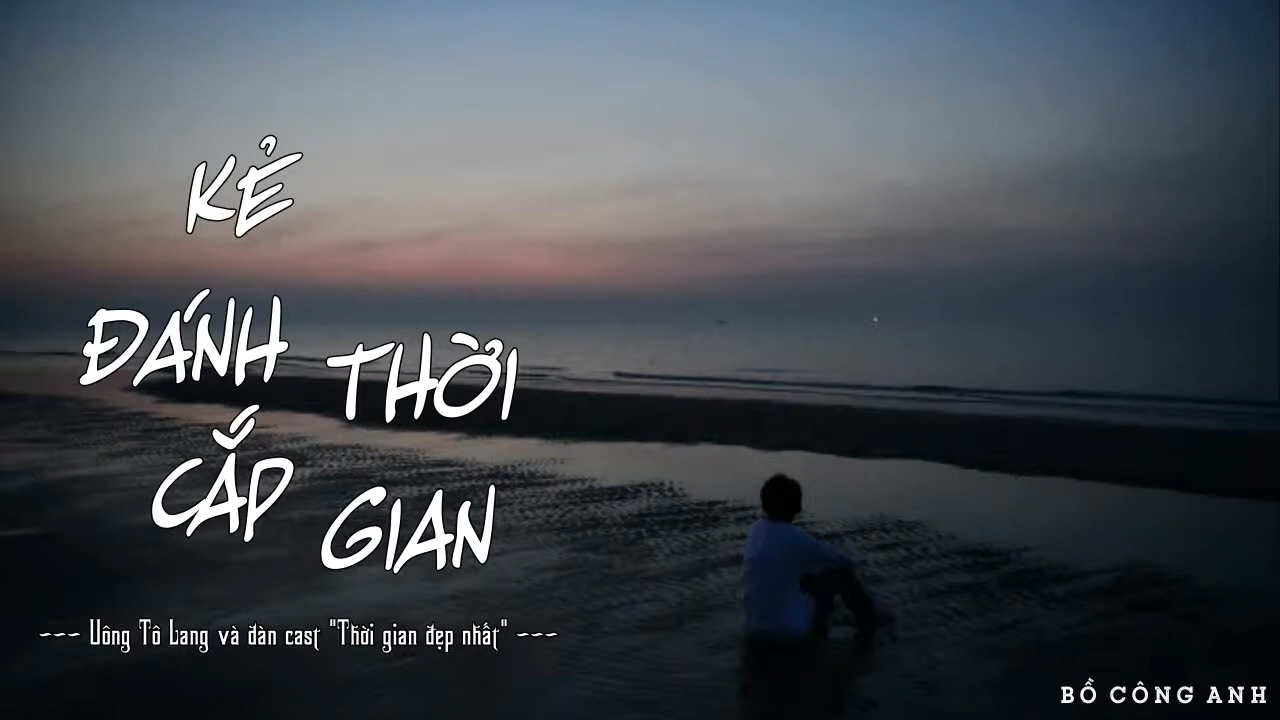 KẺ
ĐÁNH
CẮP
THỜI
GIAN
--- Uông Tô Lang và dàn cast "Thời gian đẹp nhất" ---
BỒ CÔNG ANH